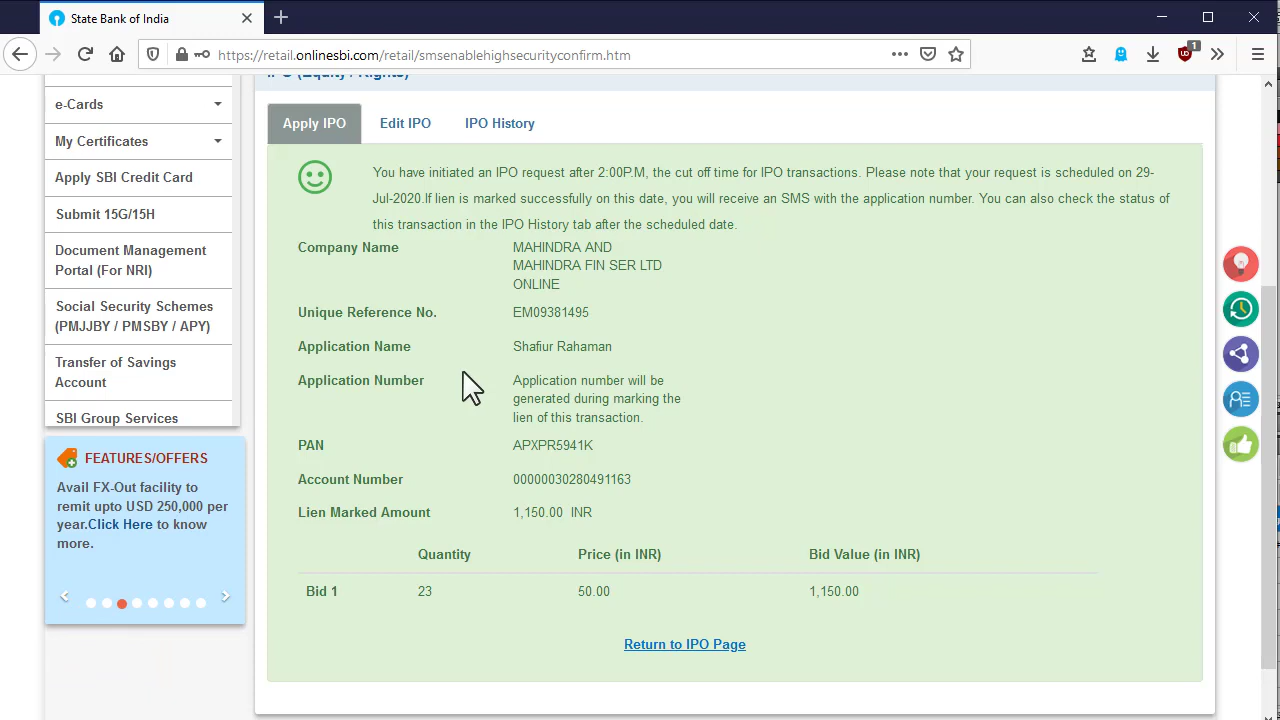 State Bank of India
https://retail.onlinesbi.com/retail/smsenablehighsecurityconfirm.htm
1
e-Cards
My Certificates
Apply SBI Credit Card
Submit 15G/15H
Document Management
Portal (For NRI)
Social Security Schemes
(PMJJBY / PMSBY / APY)
Transfer of Savings
Account
SBI Group Services
FEATURES/OFFERS
Avail FX-Out facility to
remit upto USD 250,000 per
year.Click Here to know
more.
IPO (Equity / Rights)
Apply IPO
Edit IPO
IPO History
You have initiated an IPO request after 2:00P.M, the cut off time for IPO transactions. Please note that your request is scheduled on 29-
Jul-2020.If lien is marked successfully on this date, you will receive an SMS with the application number. You can also check the status of
this transaction in the IPO History tab after the scheduled date.
Company Name MAHINDRA AND
MAHINDRA FIN SER LTD
ONLINE
Unique Reference No. EM09381495
Application Name Shafiur Rahaman
Application Number Application number will be
generated during marking the
lien of this transaction.
PAN APXPR5941K
Account Number 00000030280491163
Lien Marked Amount 1,150.00 INR
Quantity Price (in INR) Bid Value (in INR)
Bid 1 23 50.00 1,150.00
Return to IPO Page